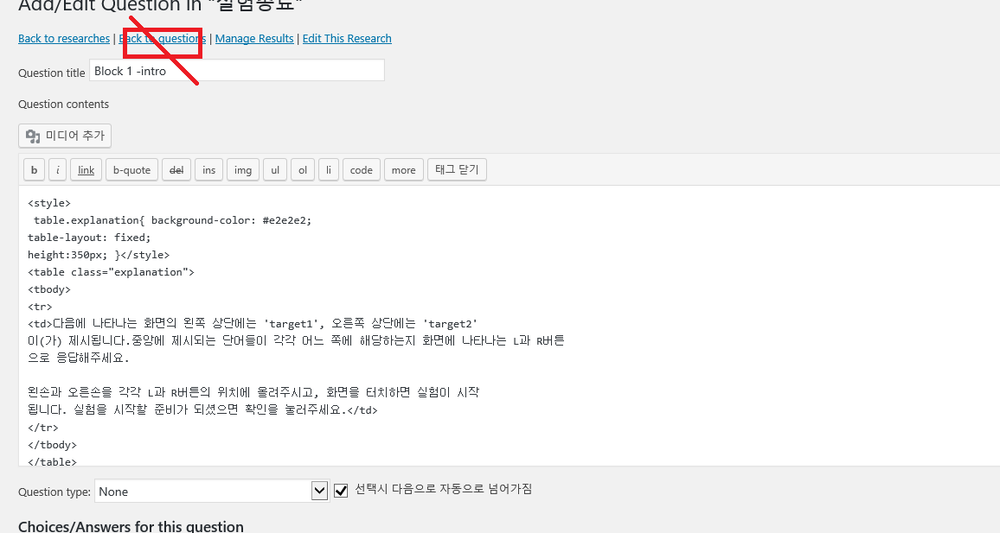 Add/Edit Question in "실험종료"
Back to researches | Back to questions | Manage Results | Edit This Research
Question title Block 1 -intro
Question contents
미디어 추가
b i link b-quote del ins img ul ol li code more 태그 닫기
<style>
table.explanation{ background-color: #e2e2e2;
table-layout: fixed;
height:350px; }</style>
<table class="explanation">
<tbody>
<tr>
<td>다음에 나타나는 화면의 왼쪽 상단에는 'target1', 오른쪽 상단에는 'target2'
이(가) 제시됩니다.중앙에 제시되는 단어들이 각각 어느 쪽에 해당하는지 화면에 나타나는 L과 R버튼
으로 응답해주세요.
왼손과 오른손을 각각 L과 R버튼의 위치에 올려주시고, 화면을 터치하면 실험이 시작
됩니다. 실험을 시작할 준비가 되셨으면 확인을 눌러주세요.</td>
</tr>
</tbody>
</table>
Question type: None 선택시 다음으로 자동으로 넘어가짐
Choices/Answers for this question